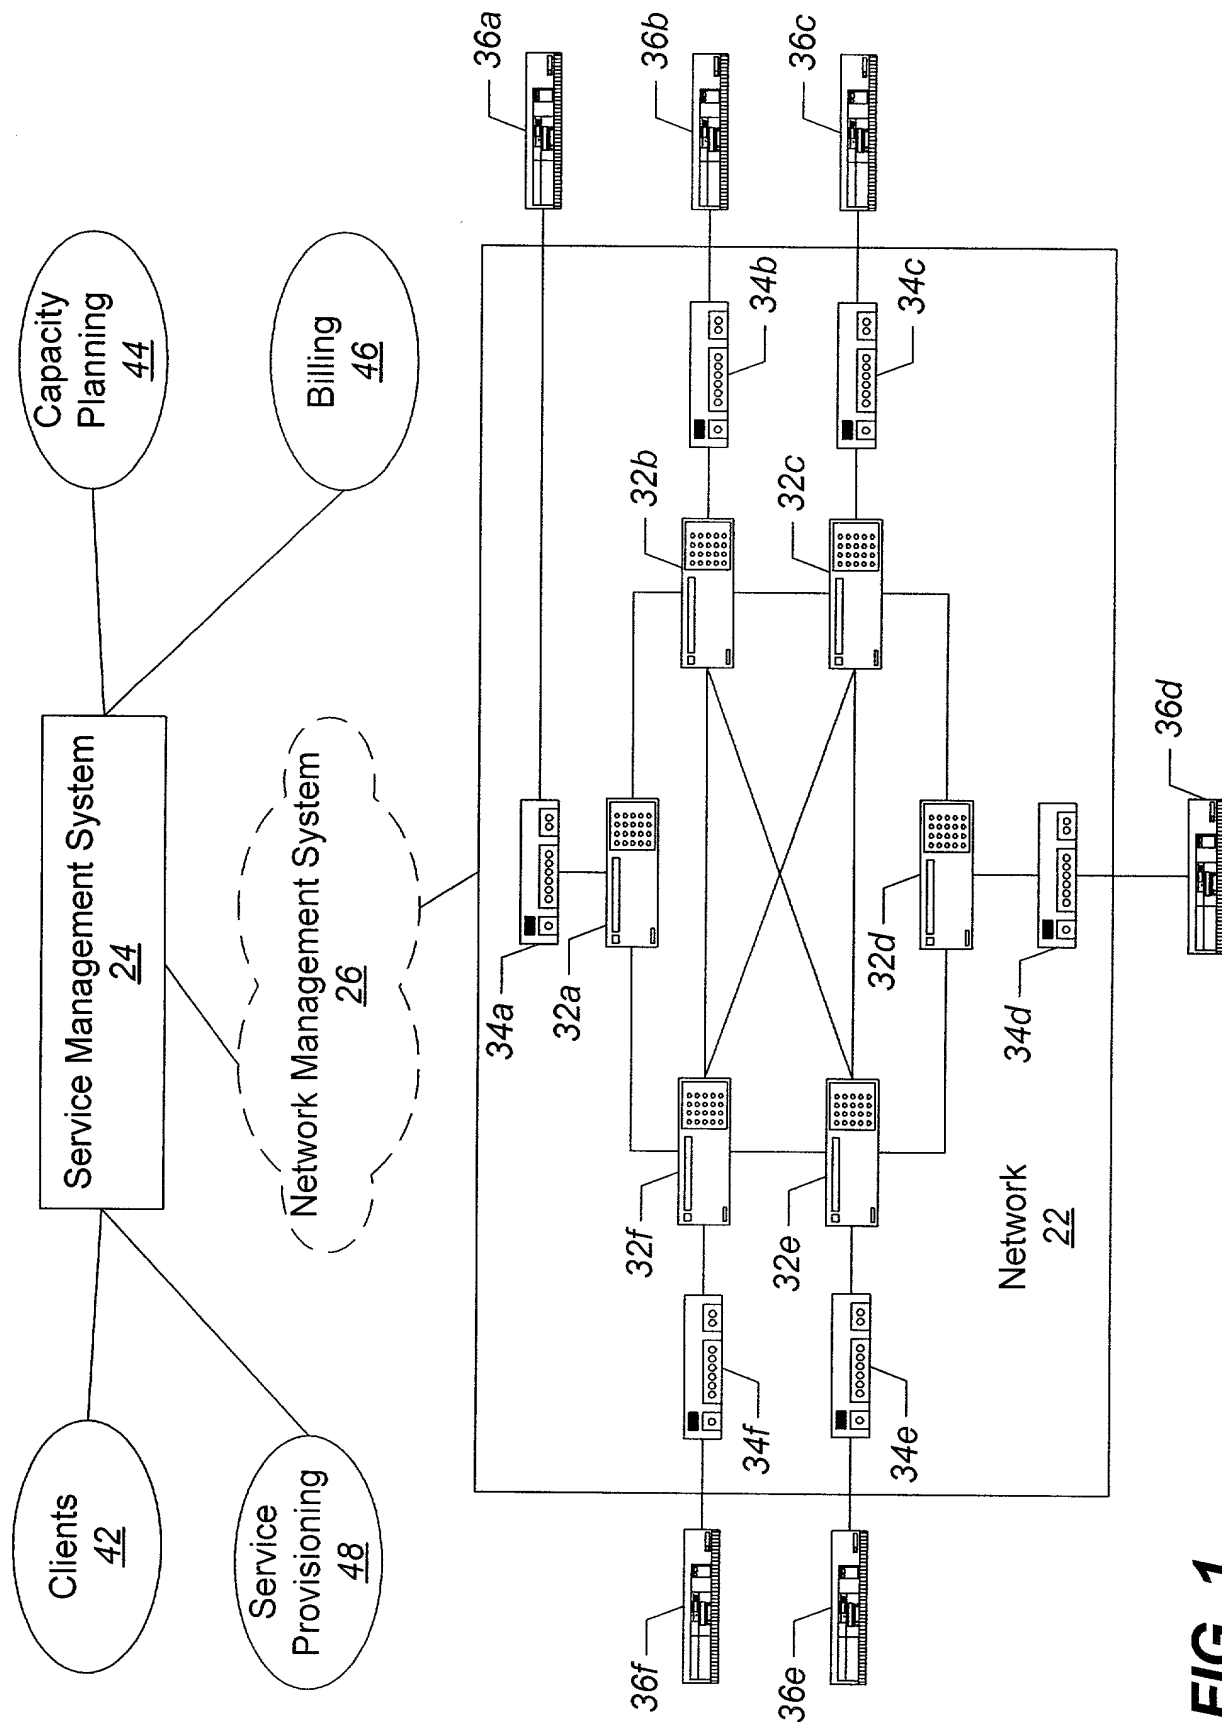 Clients
42
Service Management System
24
Capacity
Planning
44
Service
Provisioning
48
Network Management System
26
Billing
46
36a
34a
32a
36f
34f
32f
32b
34b
36b
36e
34e
32e
32c
34c
36c
32d
34d
Network
22
36d
FIG. 1